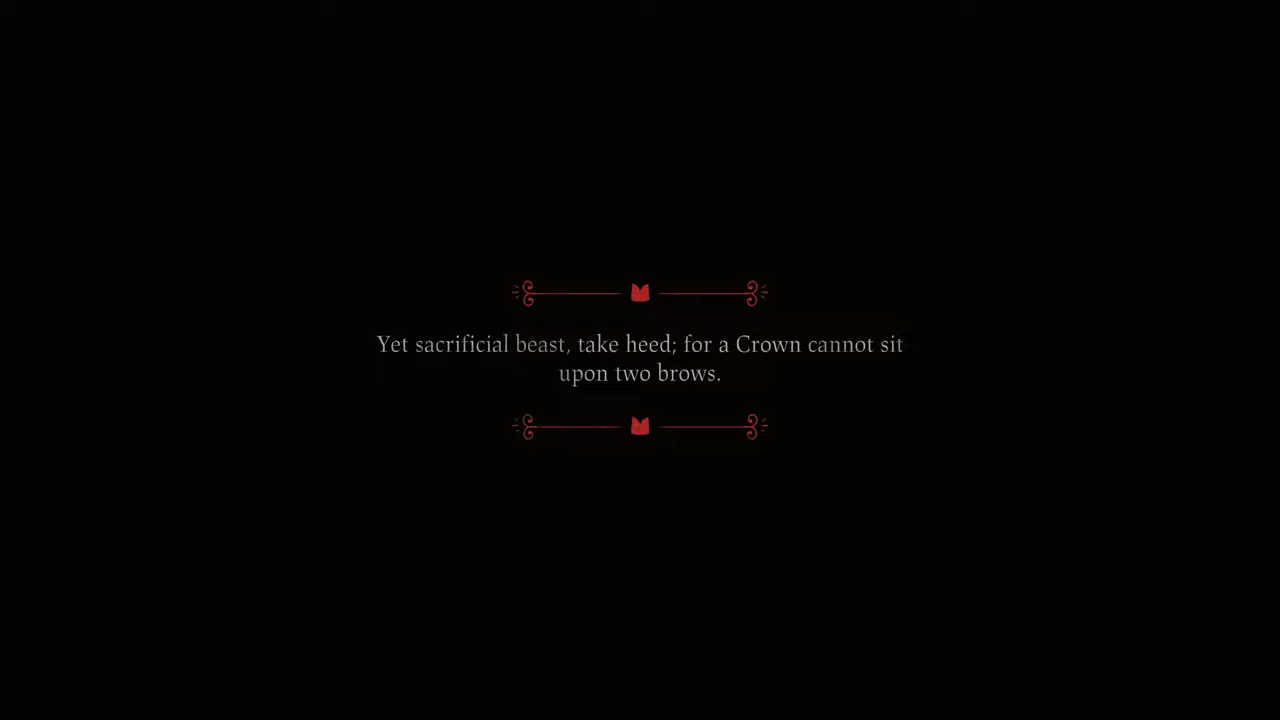 Yet sacrificial beast, take heed; for a Crown cannot sit
upon two brows.